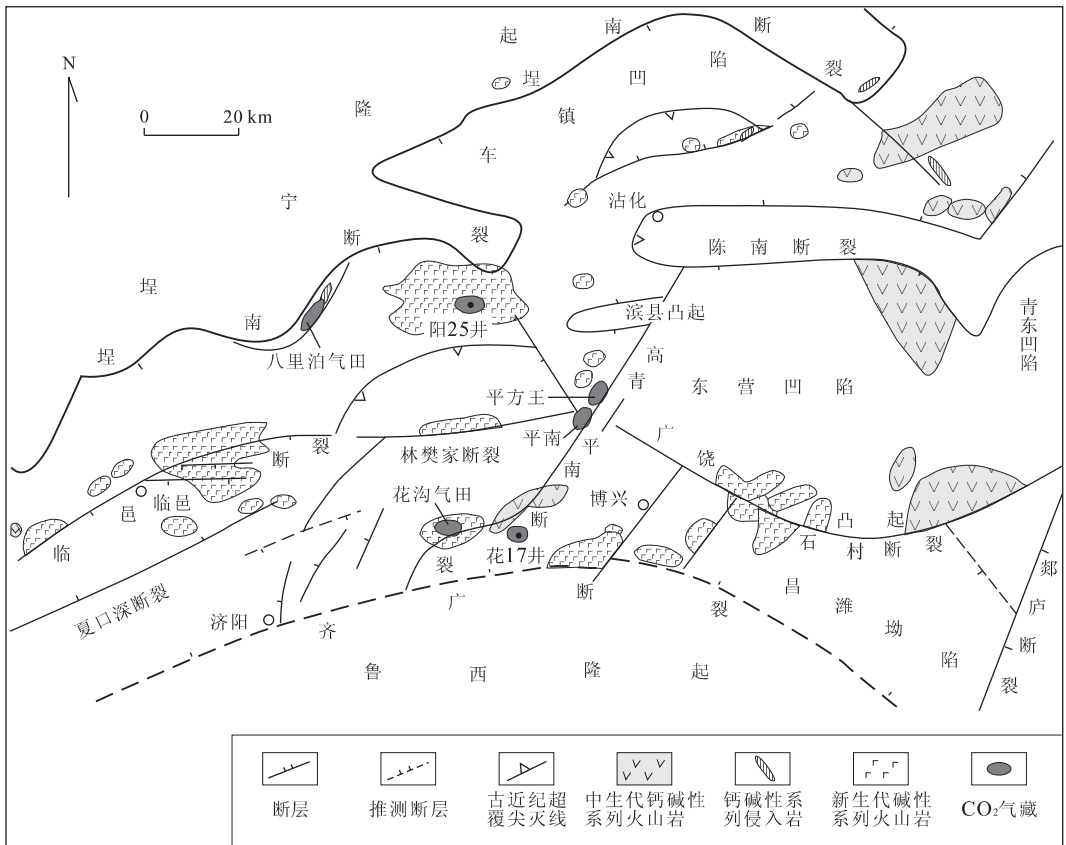 N
0 20 km
埕宁隆起
埕南断裂
车镇凹陷
埕南断裂
沾化
陈南断裂
滨县凸起
青东凹陷
阳25井
八里泊气田
高青平南断裂
东营凹陷
平方王
平南
林樊家断裂
临邑断裂
临邑
花沟气田
花17井
博兴
博兴断裂
广饶凸起
石村断裂
夏口深断裂
济阳
齐广断裂
昌潍坳陷
郯庐断裂
鲁西隆起
断层
推测断层
古近纪超
覆尖灭线
中生代钙碱性
系列火山岩
钙碱性系
列侵入岩
新生代碱性
系列火山岩
CO₂气藏